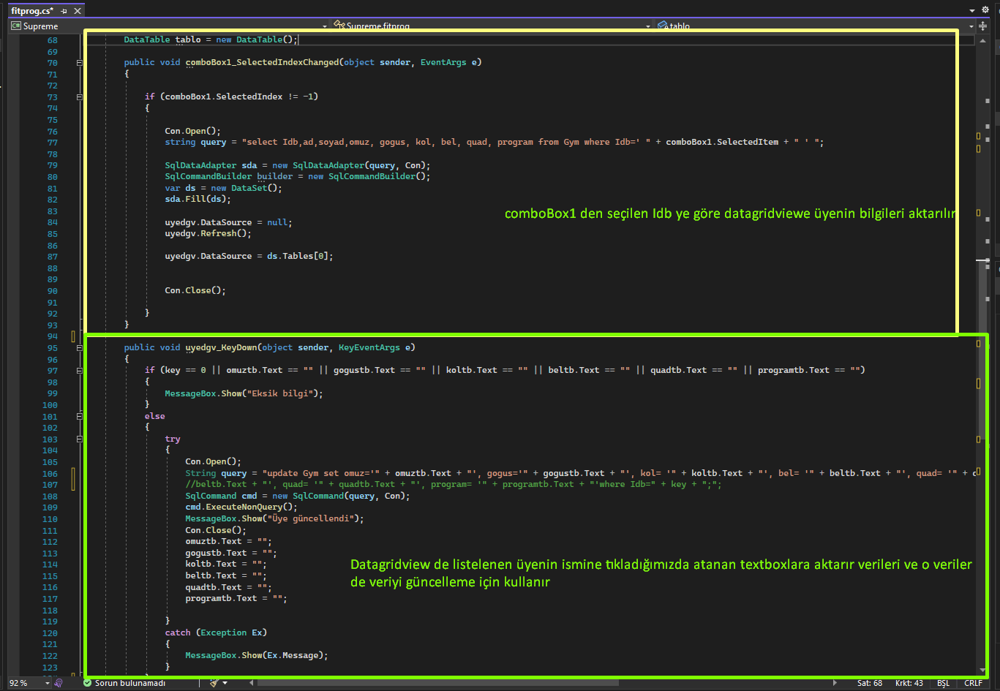 fitprog.cs*
C# Supreme
Supreme.fitprog
tablo
68 DataTable tablo = new DataTable();
69
70 public void comboBox1_SelectedIndexChanged(object sender, EventArgs e)
71 {
72
73 if (comboBox1.SelectedIndex != -1)
74 {
75
76 Con.Open();
77 string query = "select Idb,ad,soyad,omuz, gogus, kol, bel, quad, program from Gym where Idb=' " + comboBox1.SelectedItem + " ' ";
78
79 SqlDataAdapter sda = new SqlDataAdapter(query, Con);
80 SqlCommandBuilder builder = new SqlCommandBuilder();
81 var ds = new DataSet();
82 sda.Fill(ds);
83
comboBox1 den seçilen Idb ye göre datagridviewe üyenin bilgileri aktarılır
84 uyedgv.DataSource = null;
85 uyedgv.Refresh();
86
87 uyedgv.DataSource = ds.Tables[0];
88
89
90 Con.Close();
91
92 }
93 }
94
95 public void uyedgv_KeyDown(object sender, KeyEventArgs e)
96 {
97 if (key == 0 || omuztb.Text == "" || gogustb.Text == "" || koltb.Text == "" || beltb.Text == "" || quadtb.Text == "" || programtb.Text == "")
98 {
99 MessageBox.Show("Eksik bilgi");
100 }
101 else
102 {
103 try
104 {
105 Con.Open();
106 String query = "update Gym set omuz='" + omuztb.Text + "', gogus='" + gogustb.Text + "', kol= '" + koltb.Text + "', bel= '" + beltb.Text + "', quad= '" +
107 //beltb.Text + "', quad= '" + quadtb.Text + "', program= '" + programtb.Text + "'where Idb=" + key + ";";
108 SqlCommand cmd = new SqlCommand(query, Con);
109 cmd.ExecuteNonQuery();
110 MessageBox.Show("Üye güncellendi");
111 Con.Close();
112 omuztb.Text = "";
113 gogustb.Text = "";
114 koltb.Text = "";
Datagridview de listelenen üyenin ismine tıkladığımızda atanan textboxlara aktarır verileri ve o veriler
115 beltb.Text = "";
de veriyi güncelleme için kullanır
116 quadtb.Text = "";
117 programtb.Text = "";
118
119 }
120 catch (Exception Ex)
121 {
122 MessageBox.Show(Ex.Message);
123 }
92 % Sorun bulunamadı Sat: 68 Krkt: 43 BŞL CRLF